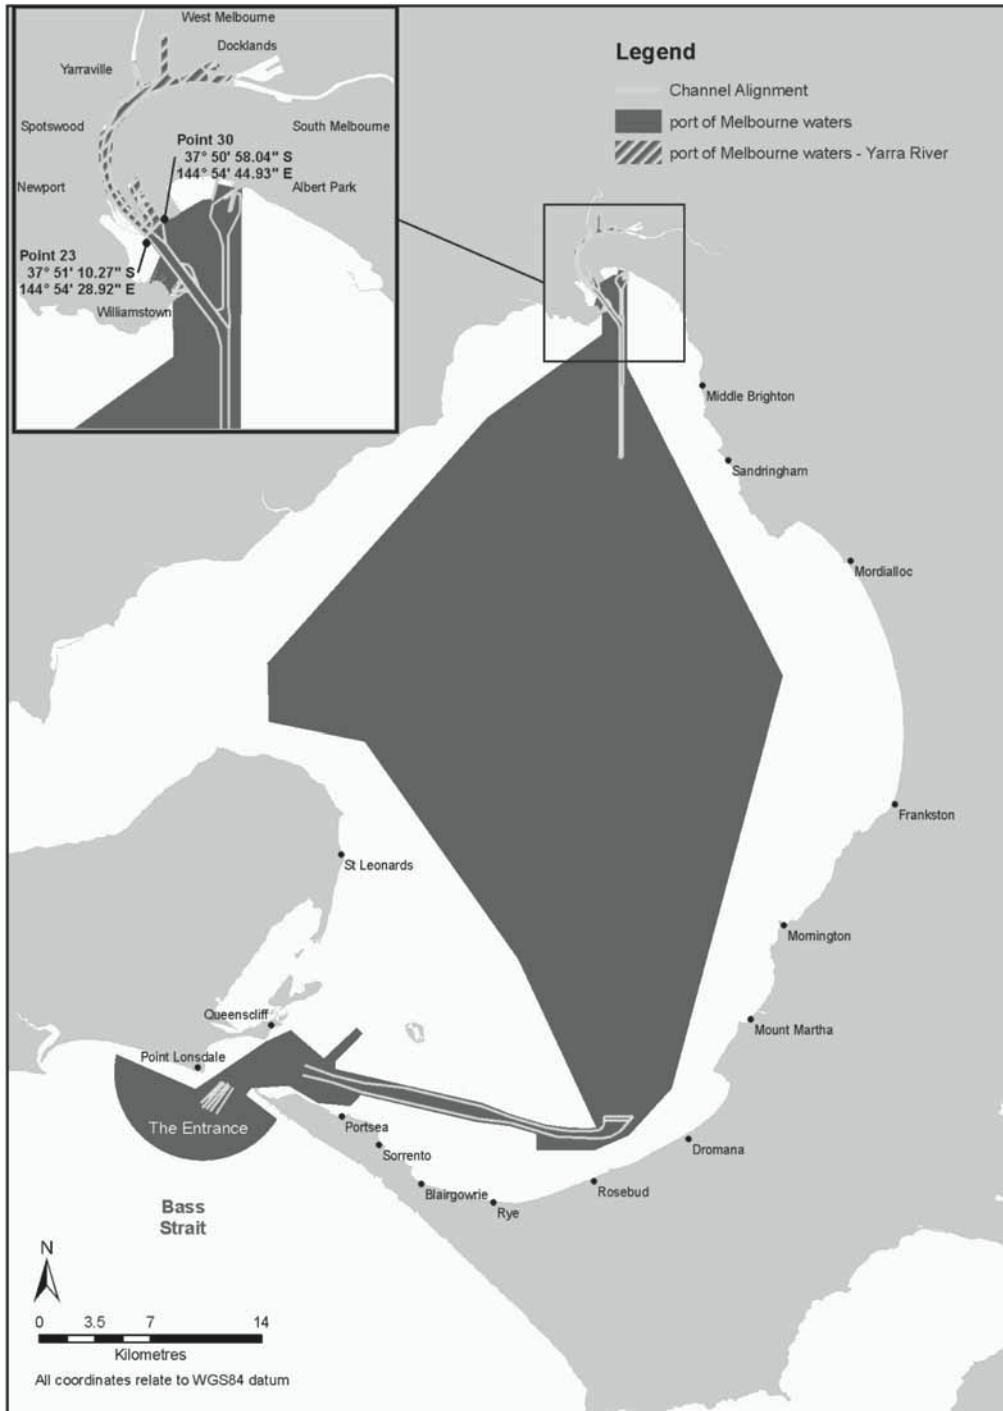 West Melbourne
Docklands
Yarraville
Spotswood
South Melbourne
Point 30
37° 50' 58.04" S
144° 54' 44.93" E
Newport
Albert Park
Point 23
37° 51' 10.27" S
144° 54' 28.92" E
Williamstown
Legend
Channel Alignment
port of Melbourne waters
port of Melbourne waters - Yarra River
Middle Brighton
Sandringham
Mordialloc
Frankston
St Leonards
Mornington
Queenscliff
Mount Martha
Point Lonsdale
The Entrance
Portsea
Sorrento
Dromana
Blairgowrie
Rosebud
Rye
Bass
Strait
N
0 3.5 7 14
Kilometres
All coordinates relate to WGS84 datum